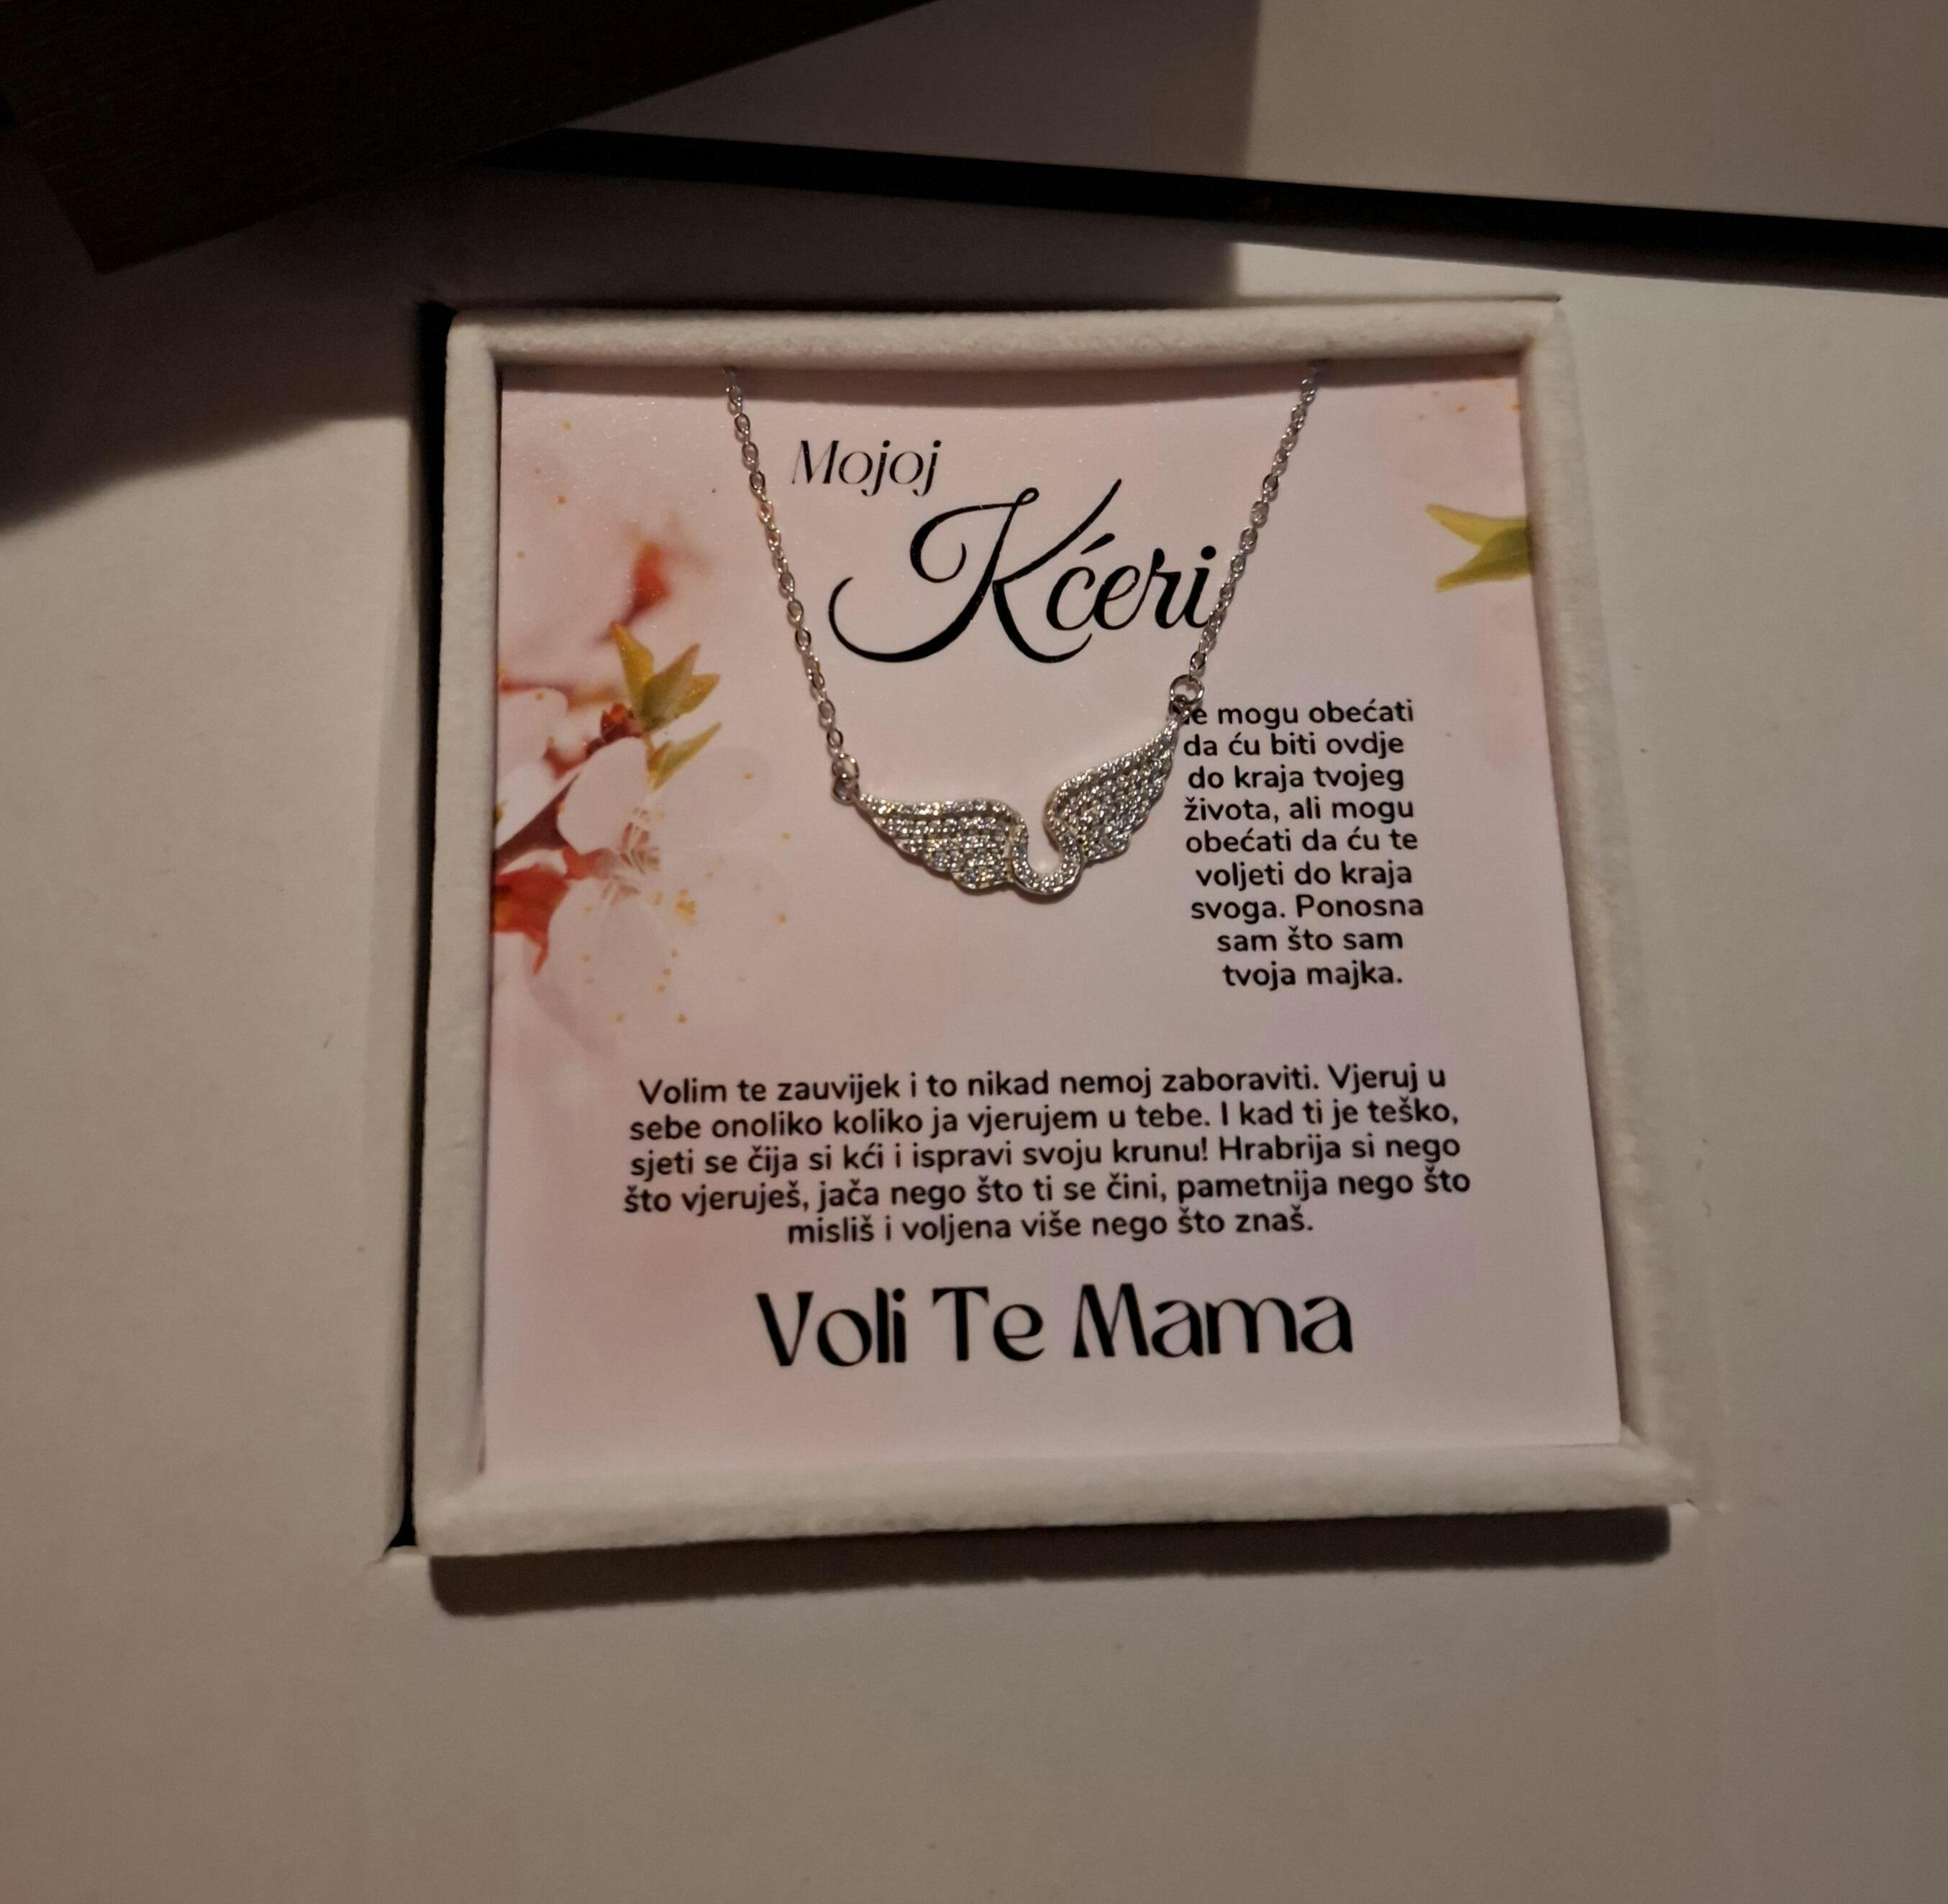 Mojoj
Kćeri
mogu obećati
da ću biti ovdje
do kraja tvojeg
života, ali mogu
obećati da ću te
voljeti do kraja
svoga. Ponosna
sam što sam
tvoja majka.
Volim te zauvijek i to nikad nemoj zaboraviti. Vjeruj u
sebe onoliko koliko ja vjerujem u tebe. I kad ti je teško,
sjeti se čija si kći i ispravi svoju krunu! Hrabrija si nego
što vjeruješ, jača nego što ti se čini, pametnija nego što
misliš i voljena više nego što znaš.
Voli Te Mama